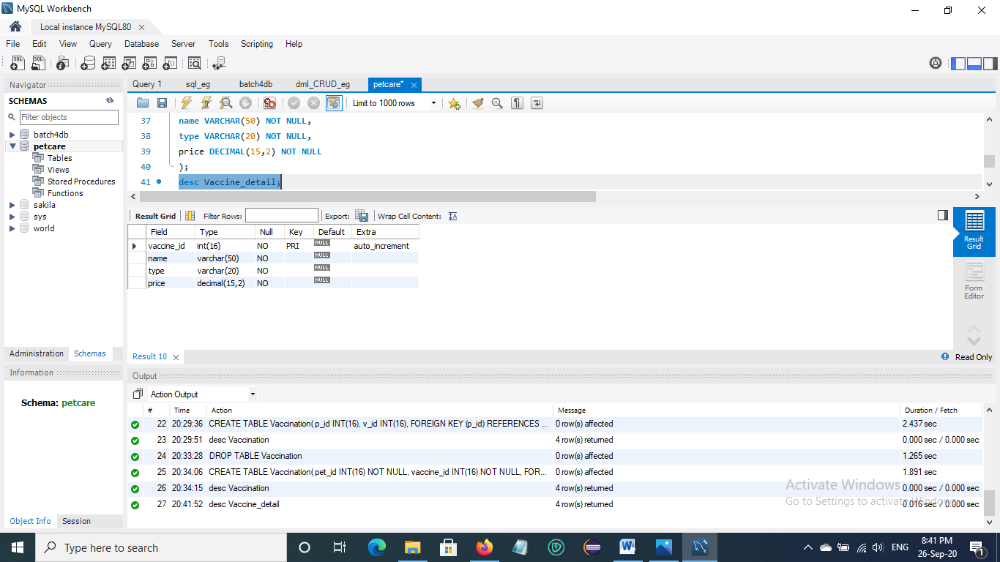 MySQL Workbench
Local instance MySQL80
File Edit View Query Database Server Tools Scripting Help
Navigator
SCHEMAS
Filter objects
batch4db
petcare
Tables
Views
Stored Procedures
Functions
sakila
sys
world
Administration Schemas
Information
Schema: petcare
Object Info Session
Query 1 sql_eg batch4db dml_CRUD_eg petcare*
Limit to 1000 rows
37 name VARCHAR(50) NOT NULL,
38 type VARCHAR(20) NOT NULL,
39 price DECIMAL(15,2) NOT NULL
40 );
41 desc Vaccine_detail;
Result Grid Filter Rows: Export: Wrap Cell Content:
Field Type Null Key Default Extra
vaccine_id int(16) NO PRI NULL auto_increment
name varchar(50) NO NULL
type varchar(20) NO NULL
price decimal(15,2) NO NULL
Result Grid
Form Editor
Result 10
Read Only
Output
Action Output
# Time Action Message Duration / Fetch
22 20:29:36 CREATE TABLE Vaccination( p_id INT(16), v_id INT(16), FOREIGN KEY (p_id) REFERENCES ... 0 row(s) affected 2.437 sec
23 20:29:51 desc Vaccination 4 row(s) returned 0.000 sec / 0.000 sec
24 20:33:28 DROP TABLE Vaccination 0 row(s) affected 1.265 sec
25 20:34:06 CREATE TABLE Vaccination( pet_id INT(16) NOT NULL, vaccine_id INT(16) NOT NULL, FOR... 0 row(s) affected 1.891 sec
26 20:34:15 desc Vaccination 4 row(s) returned 0.000 sec / 0.000 sec
27 20:41:52 desc Vaccine_detail 4 row(s) returned 0.016 sec / 0.000 sec
Activate Windows
Go to Settings to activate Windows.
Type here to search
ENG
8:41 PM
26-Sep-20
1